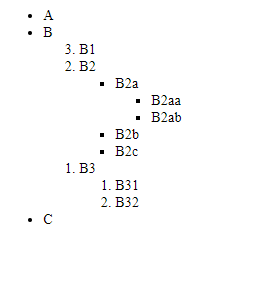 • A
• B
3. B1
2. B2
▪ B2a
▪ B2aa
▪ B2ab
▪ B2b
▪ B2c
1. B3
1. B31
2. B32
• C